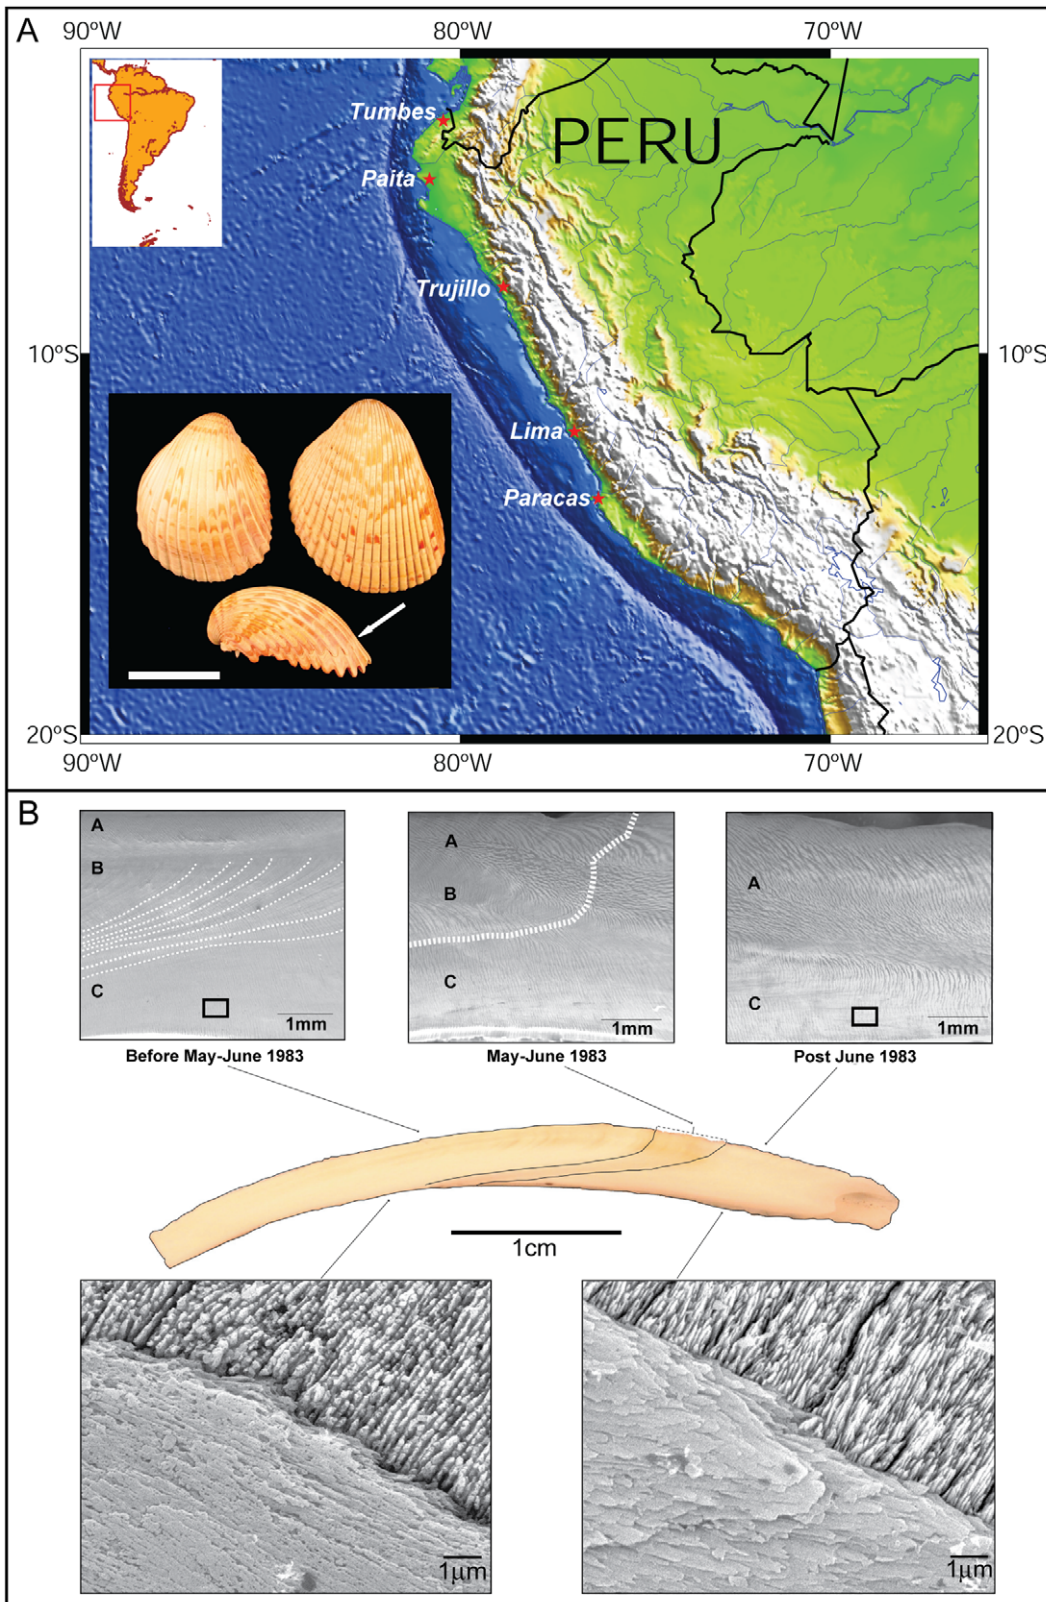 A
90ºW 80ºW 70ºW
Tumbes
PERU
Paita
Trujillo
10ºS 10ºS
Lima
Paracas
20ºS 20ºS
90ºW 80ºW 70ºW
B
A
B
C
1mm
A
B
C
1mm
A
C
1mm
Before May-June 1983
May-June 1983
Post June 1983
1cm
1µm
1µm